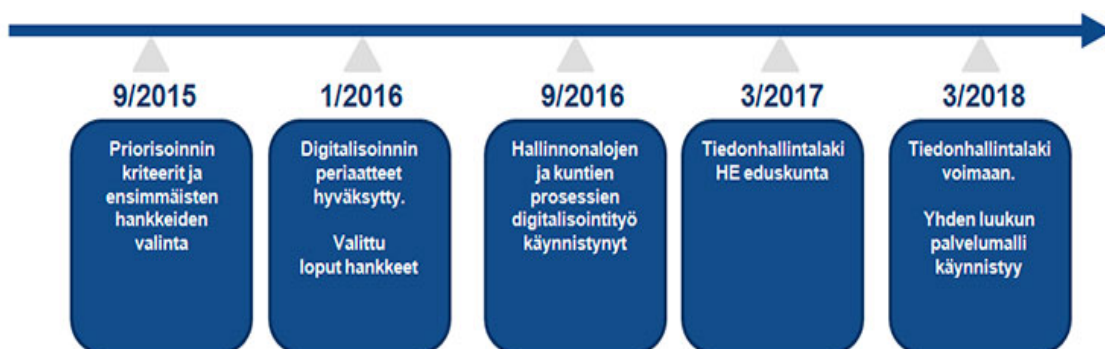 9/2015
Priorisoinnin
kriteerit ja
ensimmäisten
hankkeiden
valinta
1/2016
Digitalisoinnin
periaatteet
hyväksytty.
Valittu
loput hankkeet
9/2016
Hallinnonalojen
ja kuntien
prosessien
digitalisointityö
käynnistynyt
3/2017
Tiedonhallintalaki
HE eduskunta
3/2018
Tiedonhallintalaki
voimaan.
Yhden luukun
palvelumalli
käynnistyy